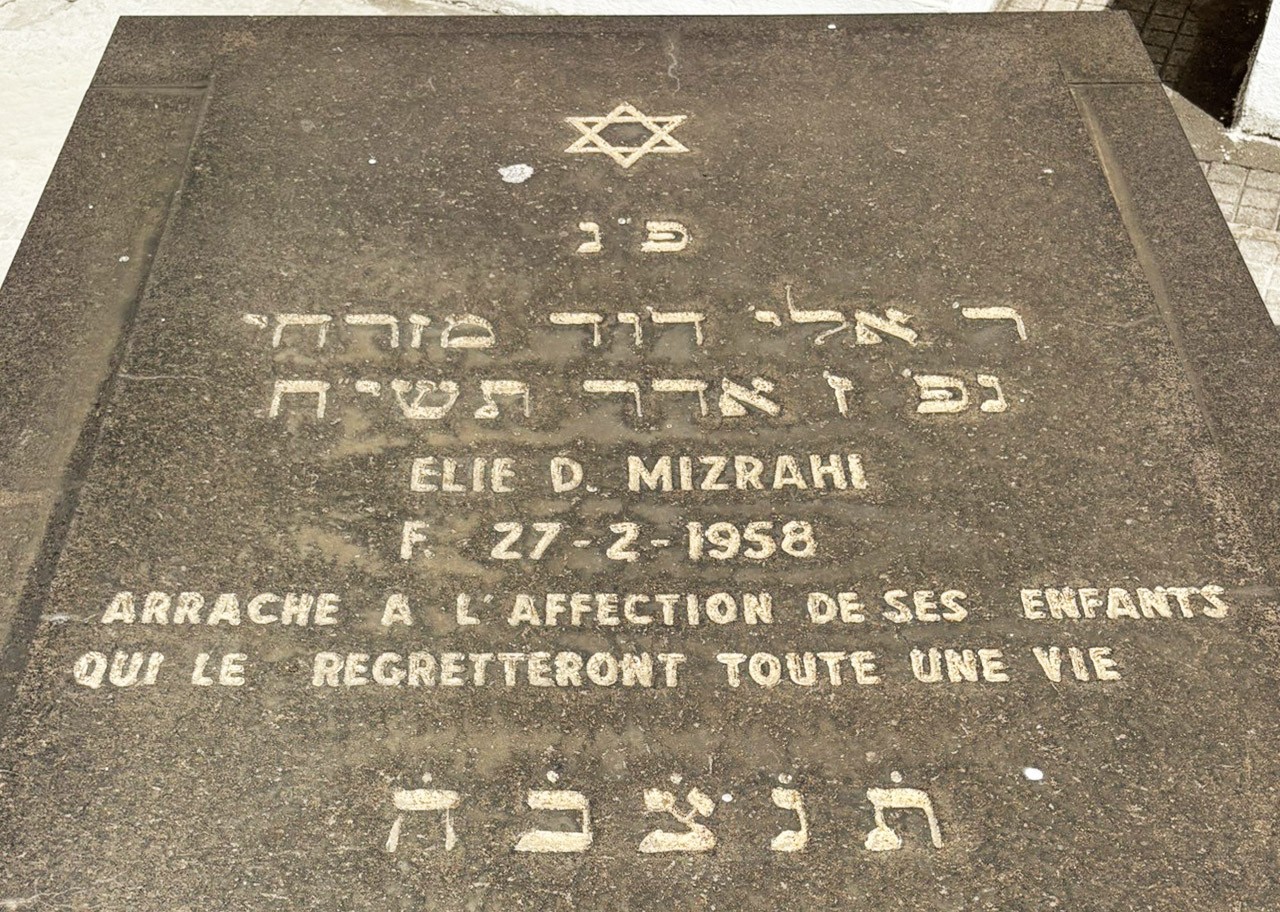 פ"נ
ר' אלי דוד מזרחי
נפ' ז' אדר תשי"ח
ELIE D. MIZRAHI
F. 27-2-1958
ARRACHE A L'AFFECTION DE SES ENFANTS
QUI LE REGRETTERONT TOUTE UNE VIE
ת נ צ ב ה